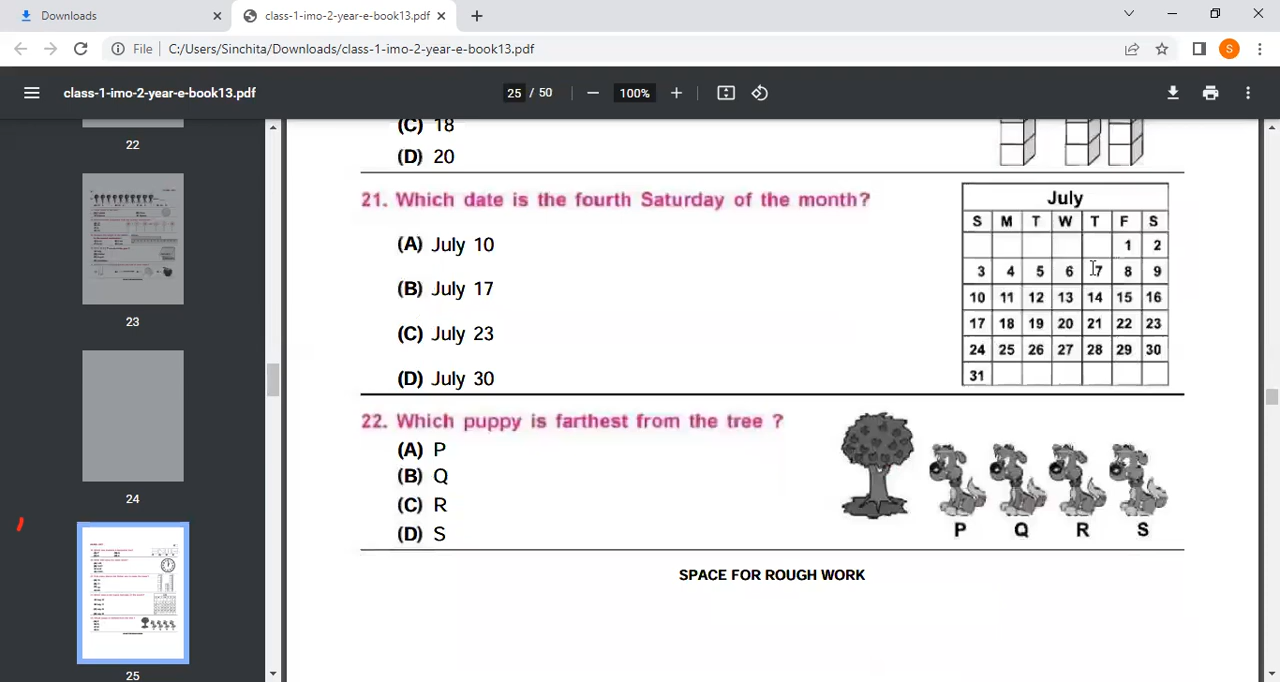 Downloads
class-1-imo-2-year-e-book13.pdf
File C:/Users/Sinchita/Downloads/class-1-imo-2-year-e-book13.pdf
S
class-1-imo-2-year-e-book13.pdf
25 / 50
100%
22
23
24
25
(C) 18
(D) 20
21. Which date is the fourth Saturday of the month?
(A) July 10
(B) July 17
(C) July 23
(D) July 30
July
S M T W T F S
1 2
3 4 5 6 7 8 9
10 11 12 13 14 15 16
17 18 19 20 21 22 23
24 25 26 27 28 29 30
31
22. Which puppy is farthest from the tree ?
(A) P
(B) Q
(C) R
(D) S
P Q R S
SPACE FOR ROUGH WORK